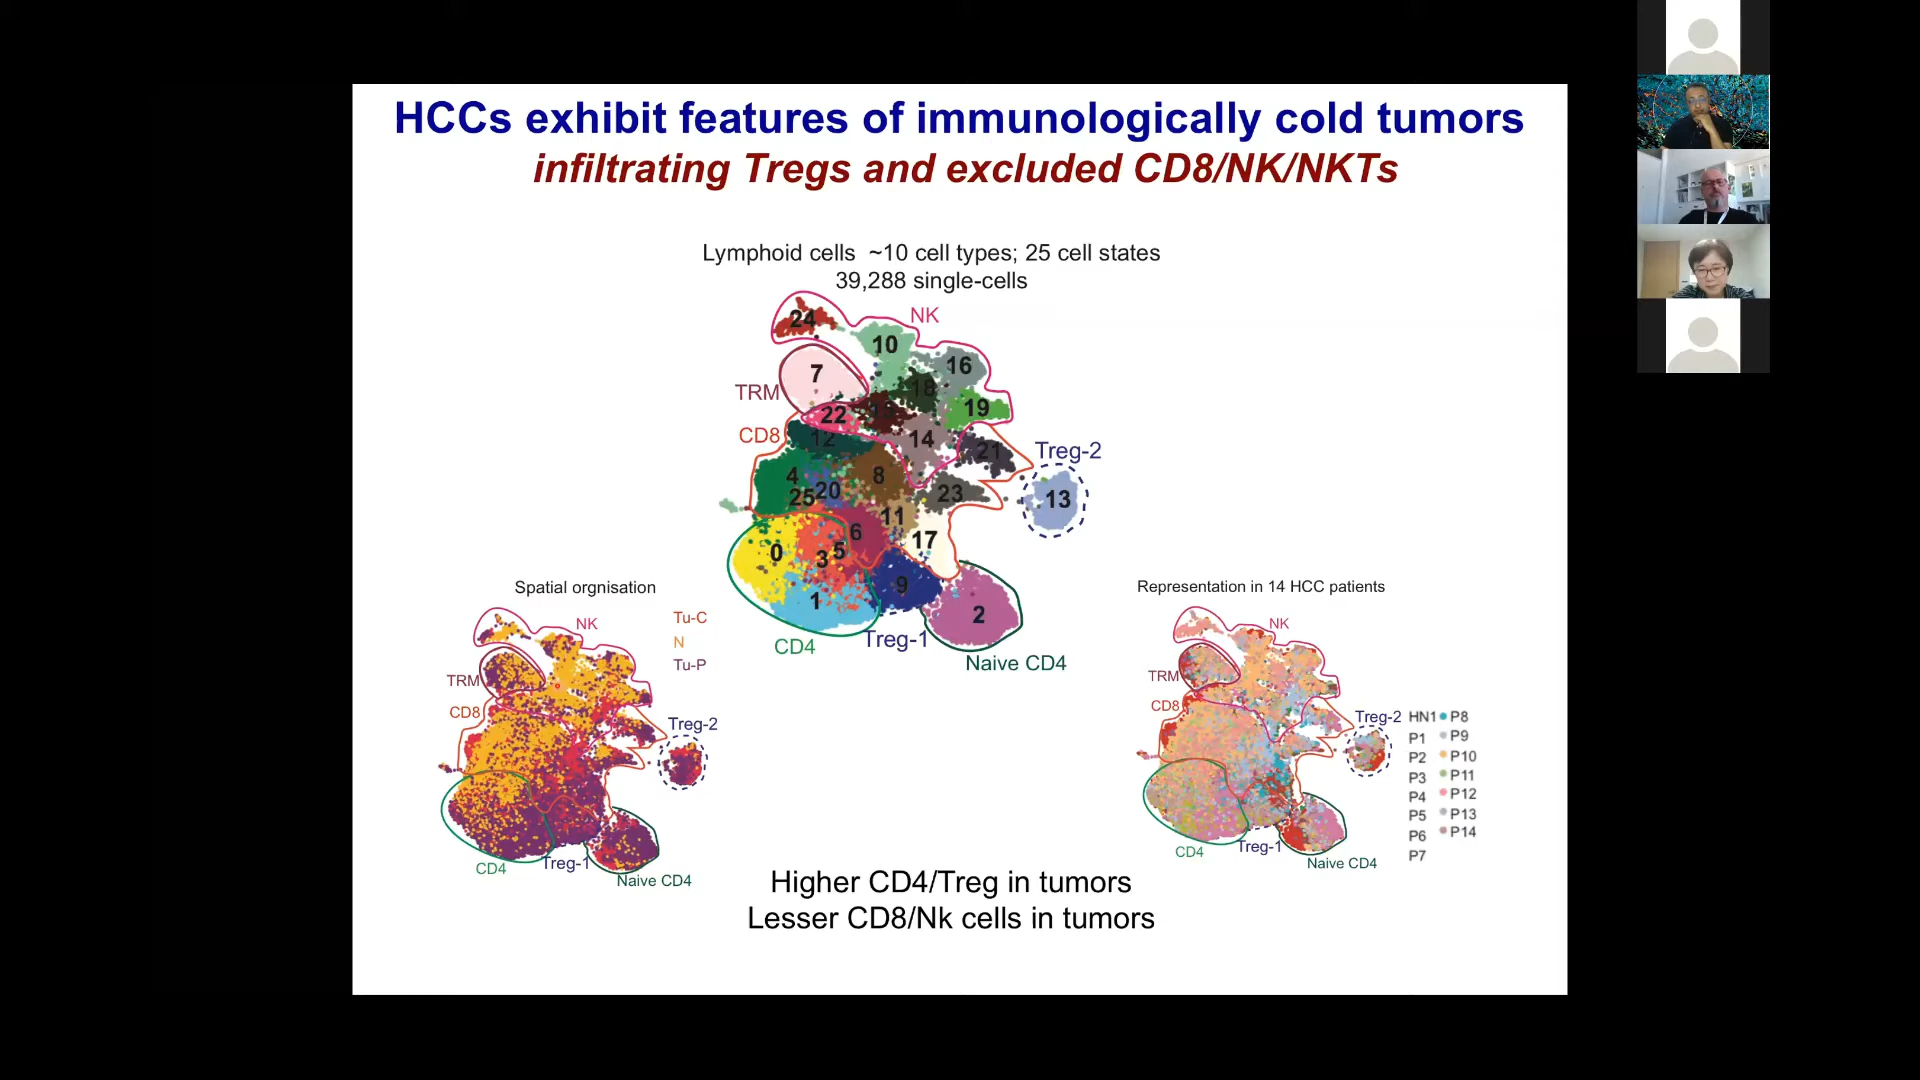 HCCs exhibit features of immunologically cold tumors
infiltrating Tregs and excluded CD8/NK/NKTs
Lymphoid cells ~10 cell types; 25 cell states
39,288 single-cells
24
NK
10
16
7
18
TRM
19
22
15
CD8
12
14
21
Treg-2
4
8
20
25
23
13
11
6
17
0
5
3
9
1
2
CD4
Treg-1
Naive CD4
Spatial orgnisation
NK
Tu-C
N
Tu-P
TRM
CD8
Treg-2
CD4
Treg-1
Naive CD4
Representation in 14 HCC patients
NK
TRM
CD8
Treg-2
CD4
Treg-1
Naive CD4
HN1 P8
P1 P9
P2 P10
P3 P11
P4 P12
P5 P13
P6 P14
P7
Higher CD4/Treg in tumors
Lesser CD8/Nk cells in tumors